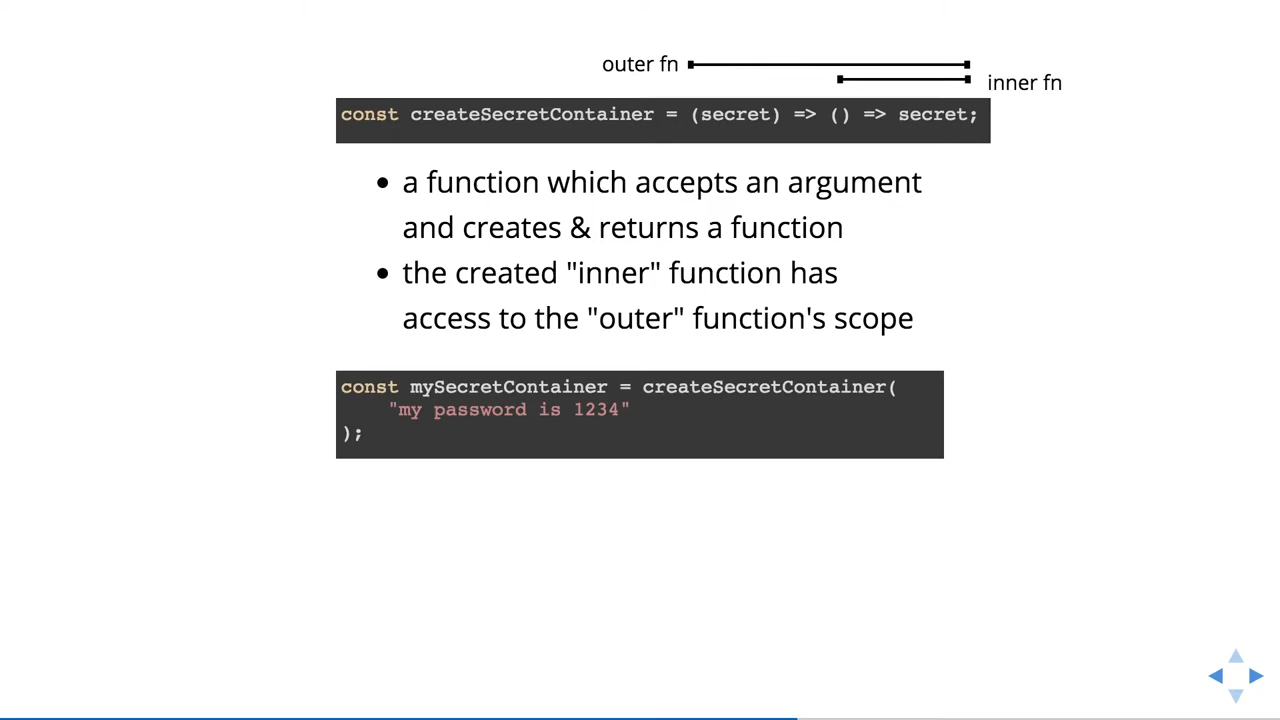 outer fn
inner fn
const createSecretContainer = (secret) => () => secret;
• a function which accepts an argument
and creates & returns a function
• the created "inner" function has
access to the "outer" function's scope
const mySecretContainer = createSecretContainer(
    "my password is 1234"
);